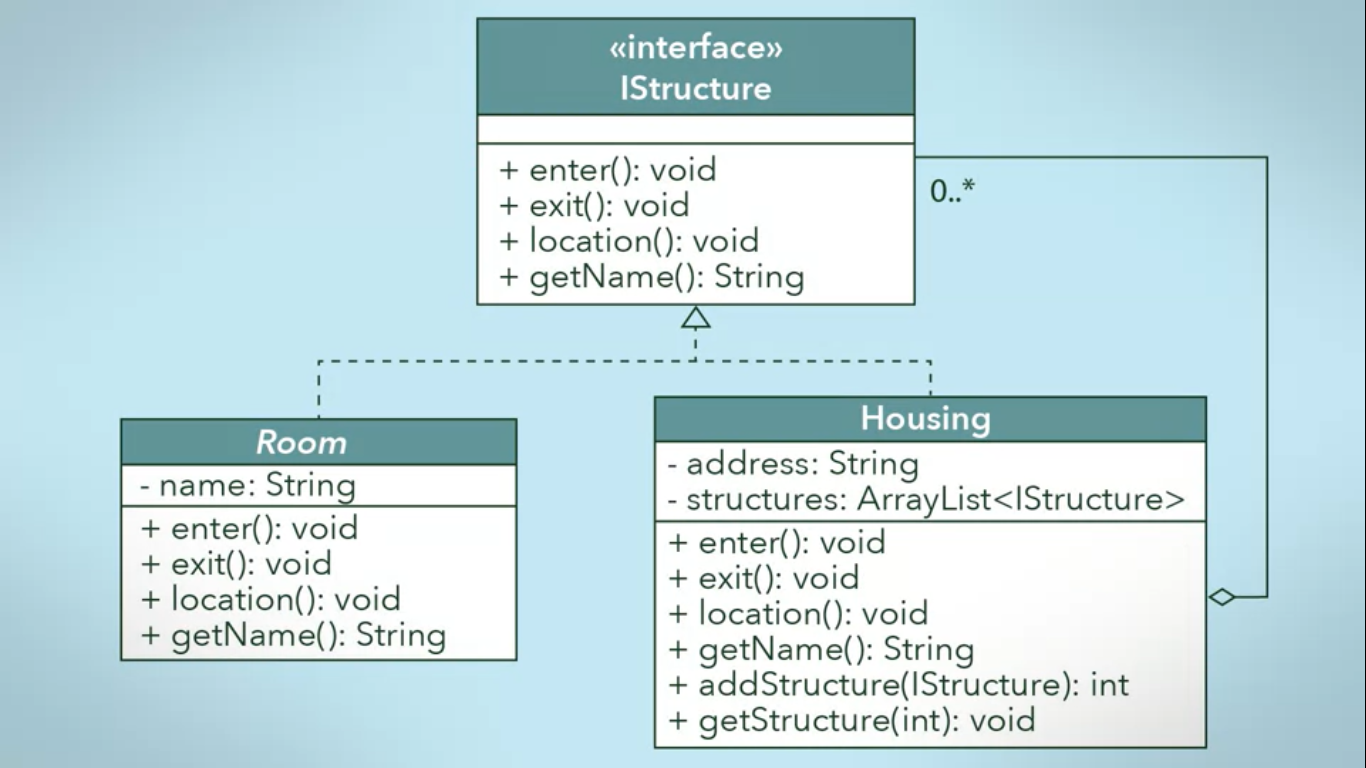 «interface»
IStructure
+ enter(): void
+ exit(): void
+ location(): void
+ getName(): String
0..*
Room
- name: String
+ enter(): void
+ exit(): void
+ location(): void
+ getName(): String
Housing
- address: String
- structures: ArrayList<IStructure>
+ enter(): void
+ exit(): void
+ location(): void
+ getName(): String
+ addStructure(IStructure): int
+ getStructure(int): void